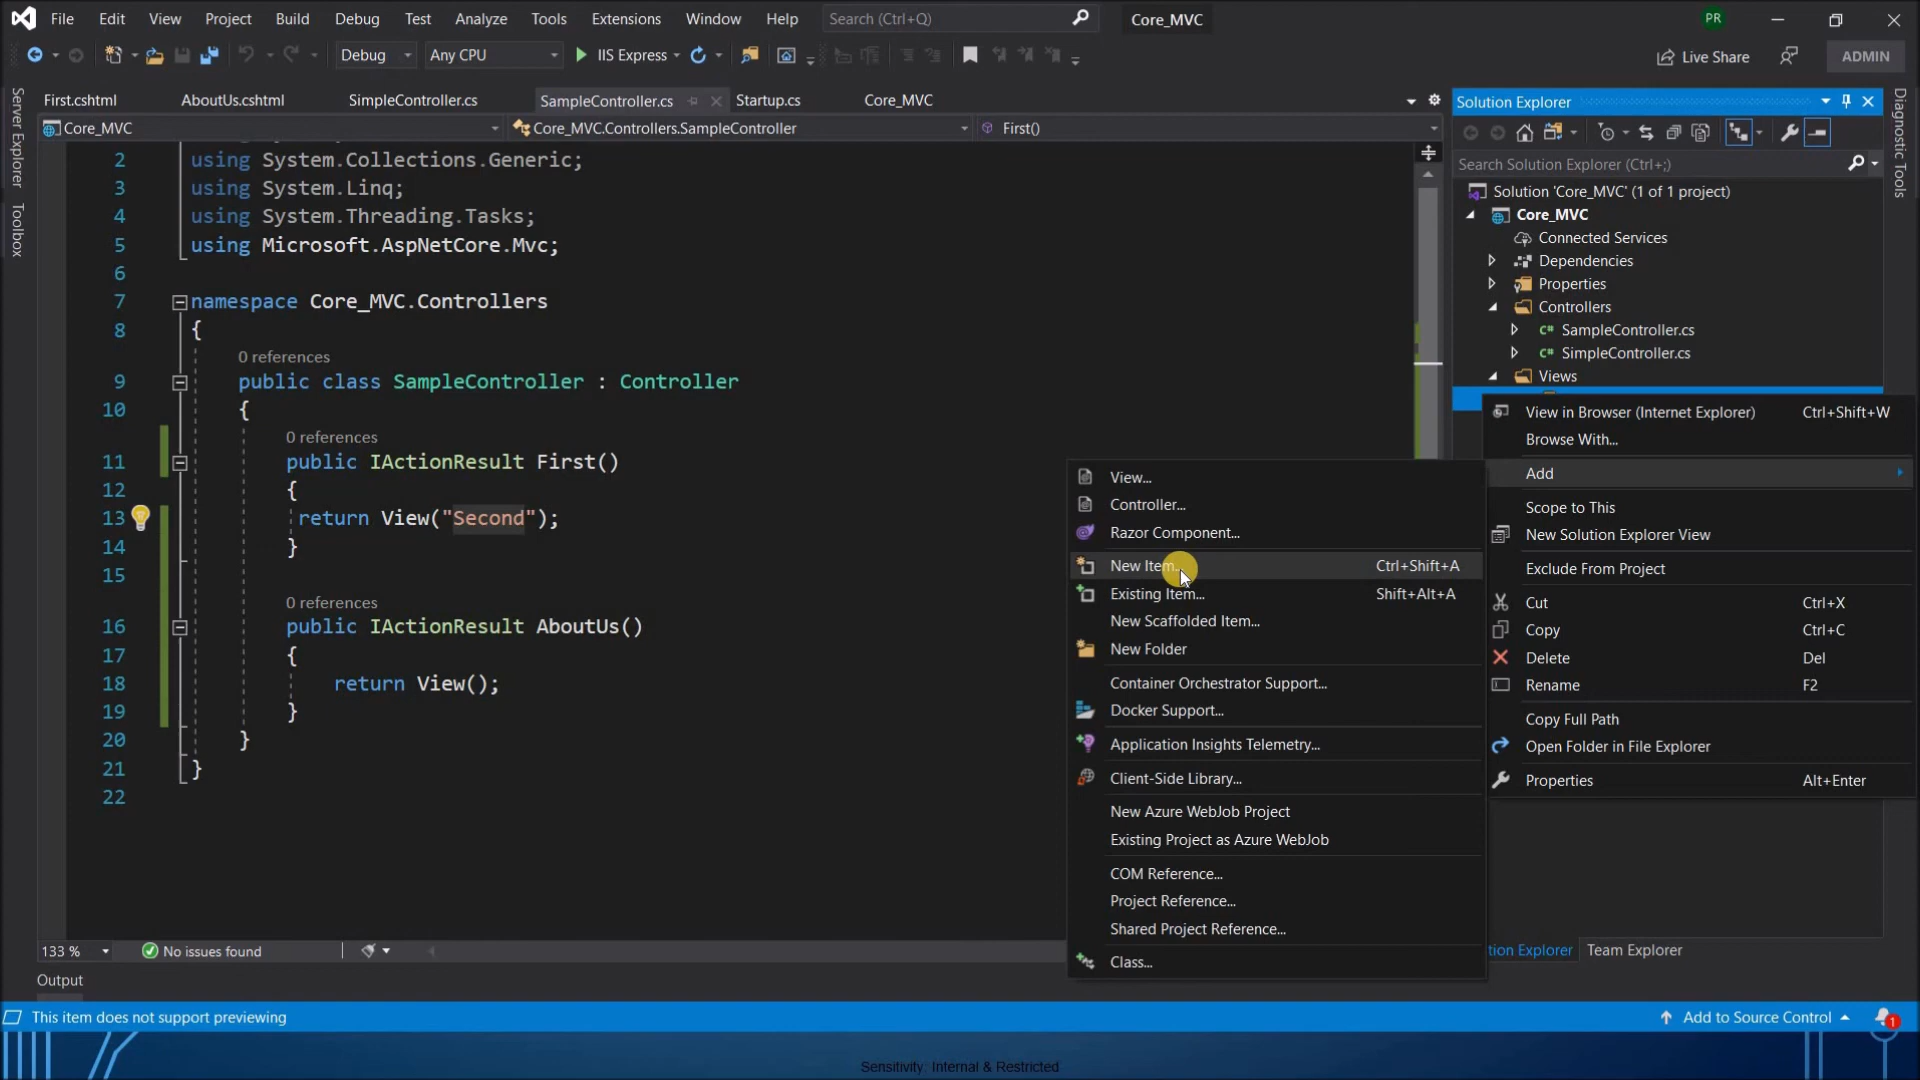 File Edit View Project Build Debug Test Analyze Tools Extensions Window Help Search (Ctrl+Q) Core_MVC PR
Debug Any CPU IIS Express Live Share ADMIN
Server Explorer
Toolbox
First.cshtml AboutUs.cshtml SimpleController.cs SampleController.cs Startup.cs Core_MVC
Core_MVC Core_MVC.Controllers.SampleController First()
2 using System.Collections.Generic;
3 using System.Linq;
4 using System.Threading.Tasks;
5 using Microsoft.AspNetCore.Mvc;
6
7 namespace Core_MVC.Controllers
8 {
0 references
9 public class SampleController : Controller
10 {
0 references
11 public IActionResult First()
12 {
13 return View("Second");
14 }
15
0 references
16 public IActionResult AboutUs()
17 {
18 return View();
19 }
20 }
21 }
22
133 % No issues found
Output
Solution Explorer
Search Solution Explorer (Ctrl+;)
Solution 'Core_MVC' (1 of 1 project)
Core_MVC
Connected Services
Dependencies
Properties
Controllers
C# SampleController.cs
C# SimpleController.cs
Views
Diagnostic Tools
View in Browser (Internet Explorer) Ctrl+Shift+W
Browse With...
Add
Scope to This
New Solution Explorer View
Exclude From Project
Cut Ctrl+X
Copy Ctrl+C
Delete Del
Rename F2
Copy Full Path
Open Folder in File Explorer
Properties Alt+Enter
View...
Controller...
Razor Component...
New Item... Ctrl+Shift+A
Existing Item... Shift+Alt+A
New Scaffolded Item...
New Folder
Container Orchestrator Support...
Docker Support...
Application Insights Telemetry...
Client-Side Library...
New Azure WebJob Project
Existing Project as Azure WebJob
COM Reference...
Project Reference...
Shared Project Reference...
Class...
tion Explorer Team Explorer
This item does not support previewing Add to Source Control 1
Sensitivity: Internal & Restricted